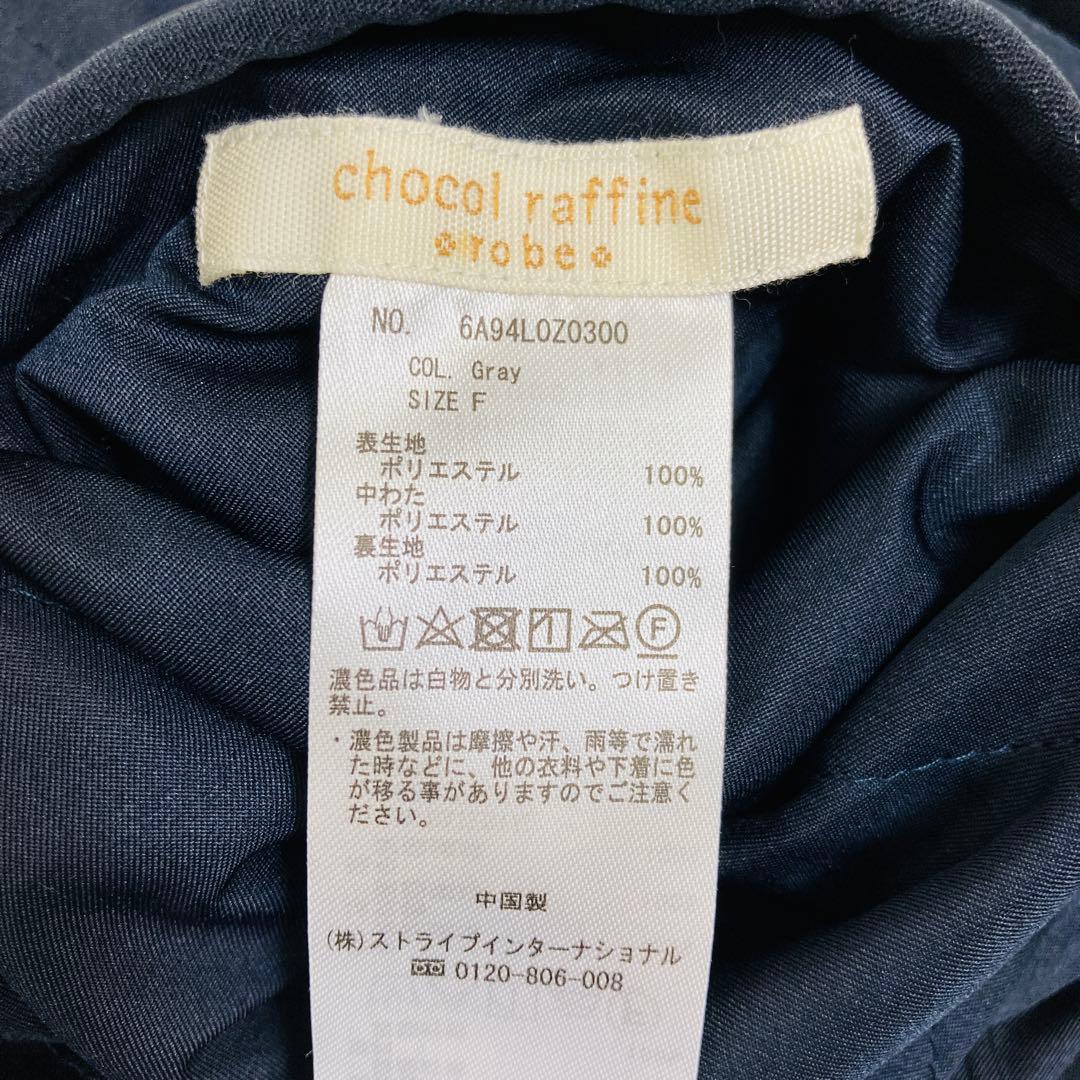 chocol raffine
robe
NO. 6A94L0Z0300
COL. Gray
SIZE F
表生地
ポリエステル 100%
中わた
ポリエステル 100%
裏生地
ポリエステル 100%
F
濃色品は白物と分別洗い。つけ置き
禁止。
・濃色製品は摩擦や汗、雨等で濡れ
た時などに、他の衣料や下着に色
が移る事がありますのでご注意く
ださい。
中国製
(株)ストライプインターナショナル
0120-806-008